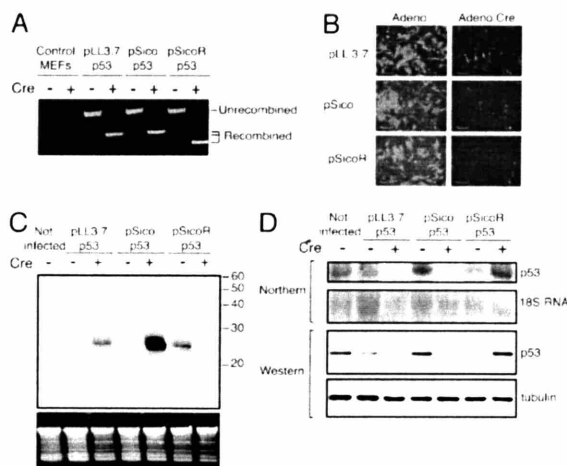 A
Control MEFs pLL3.7 p53 pSico p53 pSicoR p53
Cre - + - + - + - +
Unrecombined
Recombined
B
Adeno Adeno Cre
pLL3.7
pSico
pSicoR
C
Not infected pLL3.7 p53 pSico p53 pSicoR p53
Cre - - + - + - +
60
50
40
30
20
D
Not infected pLL3.7 p53 pSico p53 pSicoR p53
Cre - - + - + - +
Northern
p53
18S RNA
Western
p53
tubulin